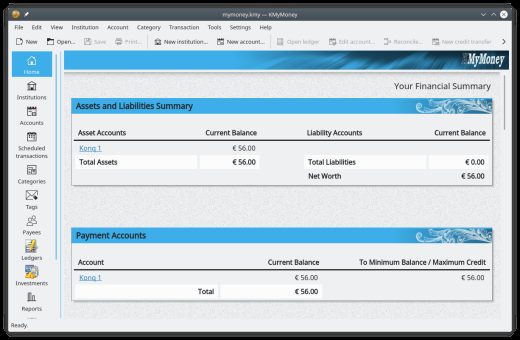 mymoney.kmy — KMyMoney
File Edit View Institution Account Category Transaction Tools Settings Help
New Open... Save Print... New institution... New account... Open ledger Edit account... Reconcile... New credit transfer
Home
Institutions
Accounts
Scheduled
transactions
Categories
Tags
Payees
Ledgers
Investments
Reports
MyMoney
Your Financial Summary
Assets and Liabilities Summary
Asset Accounts Current Balance Liability Accounts Current Balance
Konq 1 € 56.00
Total Assets € 56.00 Total Liabilities € 0.00
Net Worth € 56.00
Payment Accounts
Account Current Balance To Minimum Balance / Maximum Credit
Konq 1 € 56.00 € 56.00
Total € 56.00
Ready.